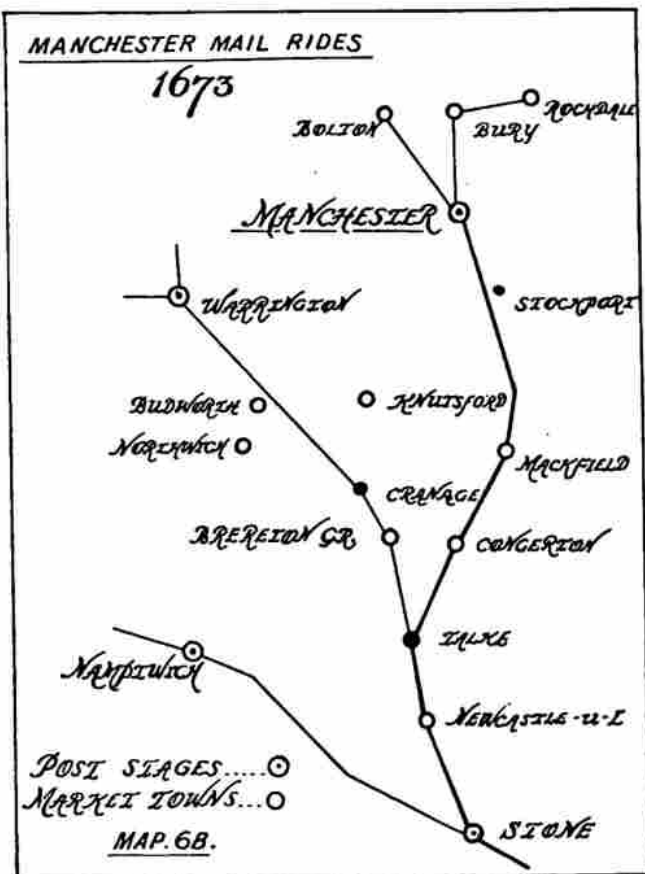 MANCHESTER MAIL RIDES
1673
ROCKDALE
BOLTON
BURY
MANCHESTER
WARRINGTON
STOCKPORT
BUDWORTH
KNUTSFORD
NORTHWICH
MACKFIELD
CRANAGE
BRERETON GR.
CONGERTON
TALKE
NAMPTWICH
NEWCASTLE-U-L
POST STAGES.....
MARKET TOWNS...
STONE
MAP. 6B.